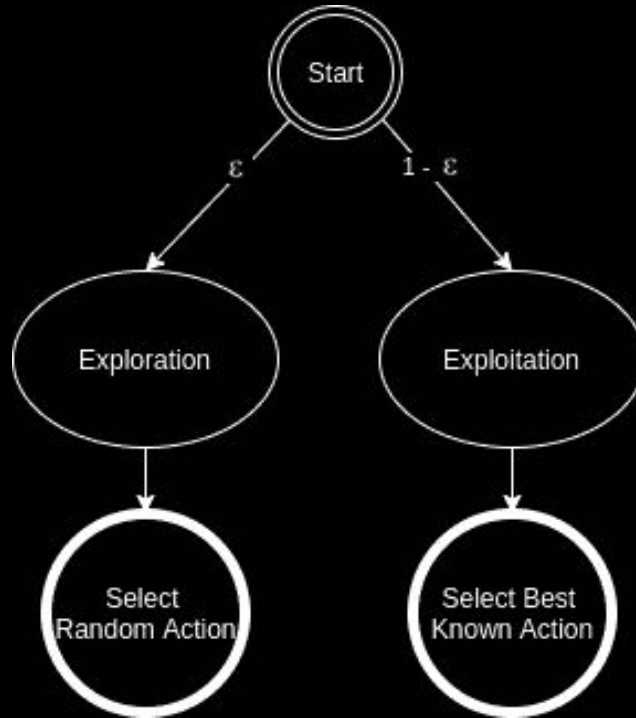 Start
ε
1 - ε
Exploration
Exploitation
Select
Random Action
Select Best
Known Action